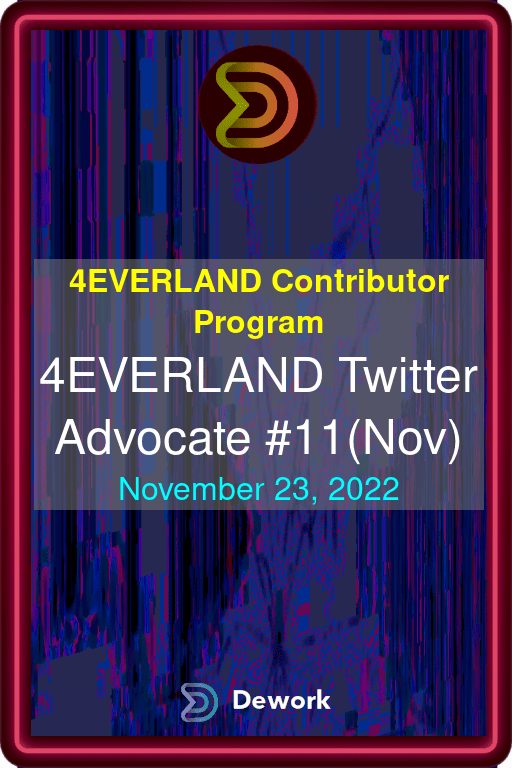 4EVERLAND Contributor
Program
4EVERLAND Twitter
Advocate #11(Nov)
November 23, 2022
Dework